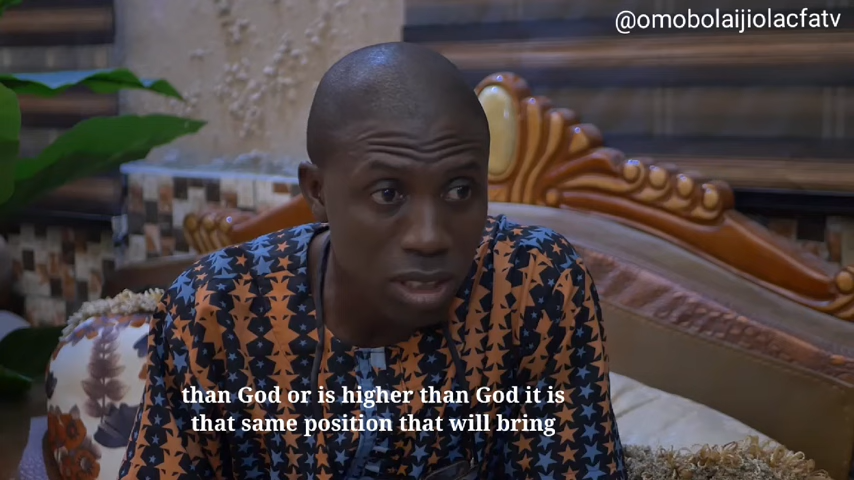 @omobolaijiolacfatv
than God or is higher than God it is
that same position that will bring